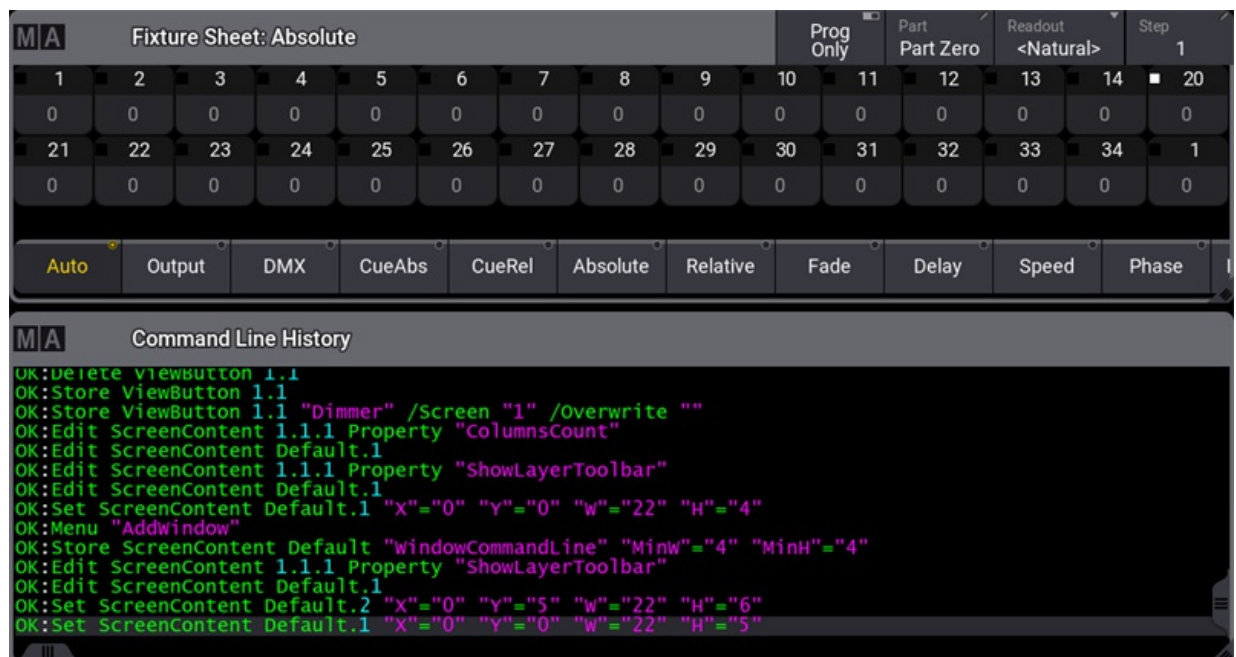 MA Fixture Sheet: Absolute Prog Only Part Part Zero Readout <Natural> Step 1
1 2 3 4 5 6 7 8 9 10 11 12 13 14 20
0 0 0 0 0 0 0 0 0 0 0 0 0 0 0
21 22 23 24 25 26 27 28 29 30 31 32 33 34 1
0 0 0 0 0 0 0 0 0 0 0 0 0 0 0
Auto Output DMX CueAbs CueRel Absolute Relative Fade Delay Speed Phase
MA Command Line History
OK:Delete ViewButton 1.1
OK:Store ViewButton 1.1
OK:Store ViewButton 1.1 "Dimmer" /Screen "1" /Overwrite ""
OK:Edit ScreenContent 1.1.1 Property "ColumnsCount"
OK:Edit ScreenContent Default.1
OK:Edit ScreenContent 1.1.1 Property "ShowLayerToolbar"
OK:Edit ScreenContent Default.1
OK:Set ScreenContent Default.1 "X"="0" "Y"="0" "W"="22" "H"="4"
OK:Menu "AddWindow"
OK:Store ScreenContent Default "WindowCommandLine" "MinW"="4" "MinH"="4"
OK:Edit ScreenContent 1.1.1 Property "ShowLayerToolbar"
OK:Edit ScreenContent Default.1
OK:Set ScreenContent Default.2 "X"="0" "Y"="5" "W"="22" "H"="6"
OK:Set ScreenContent Default.1 "X"="0" "Y"="0" "W"="22" "H"="5"